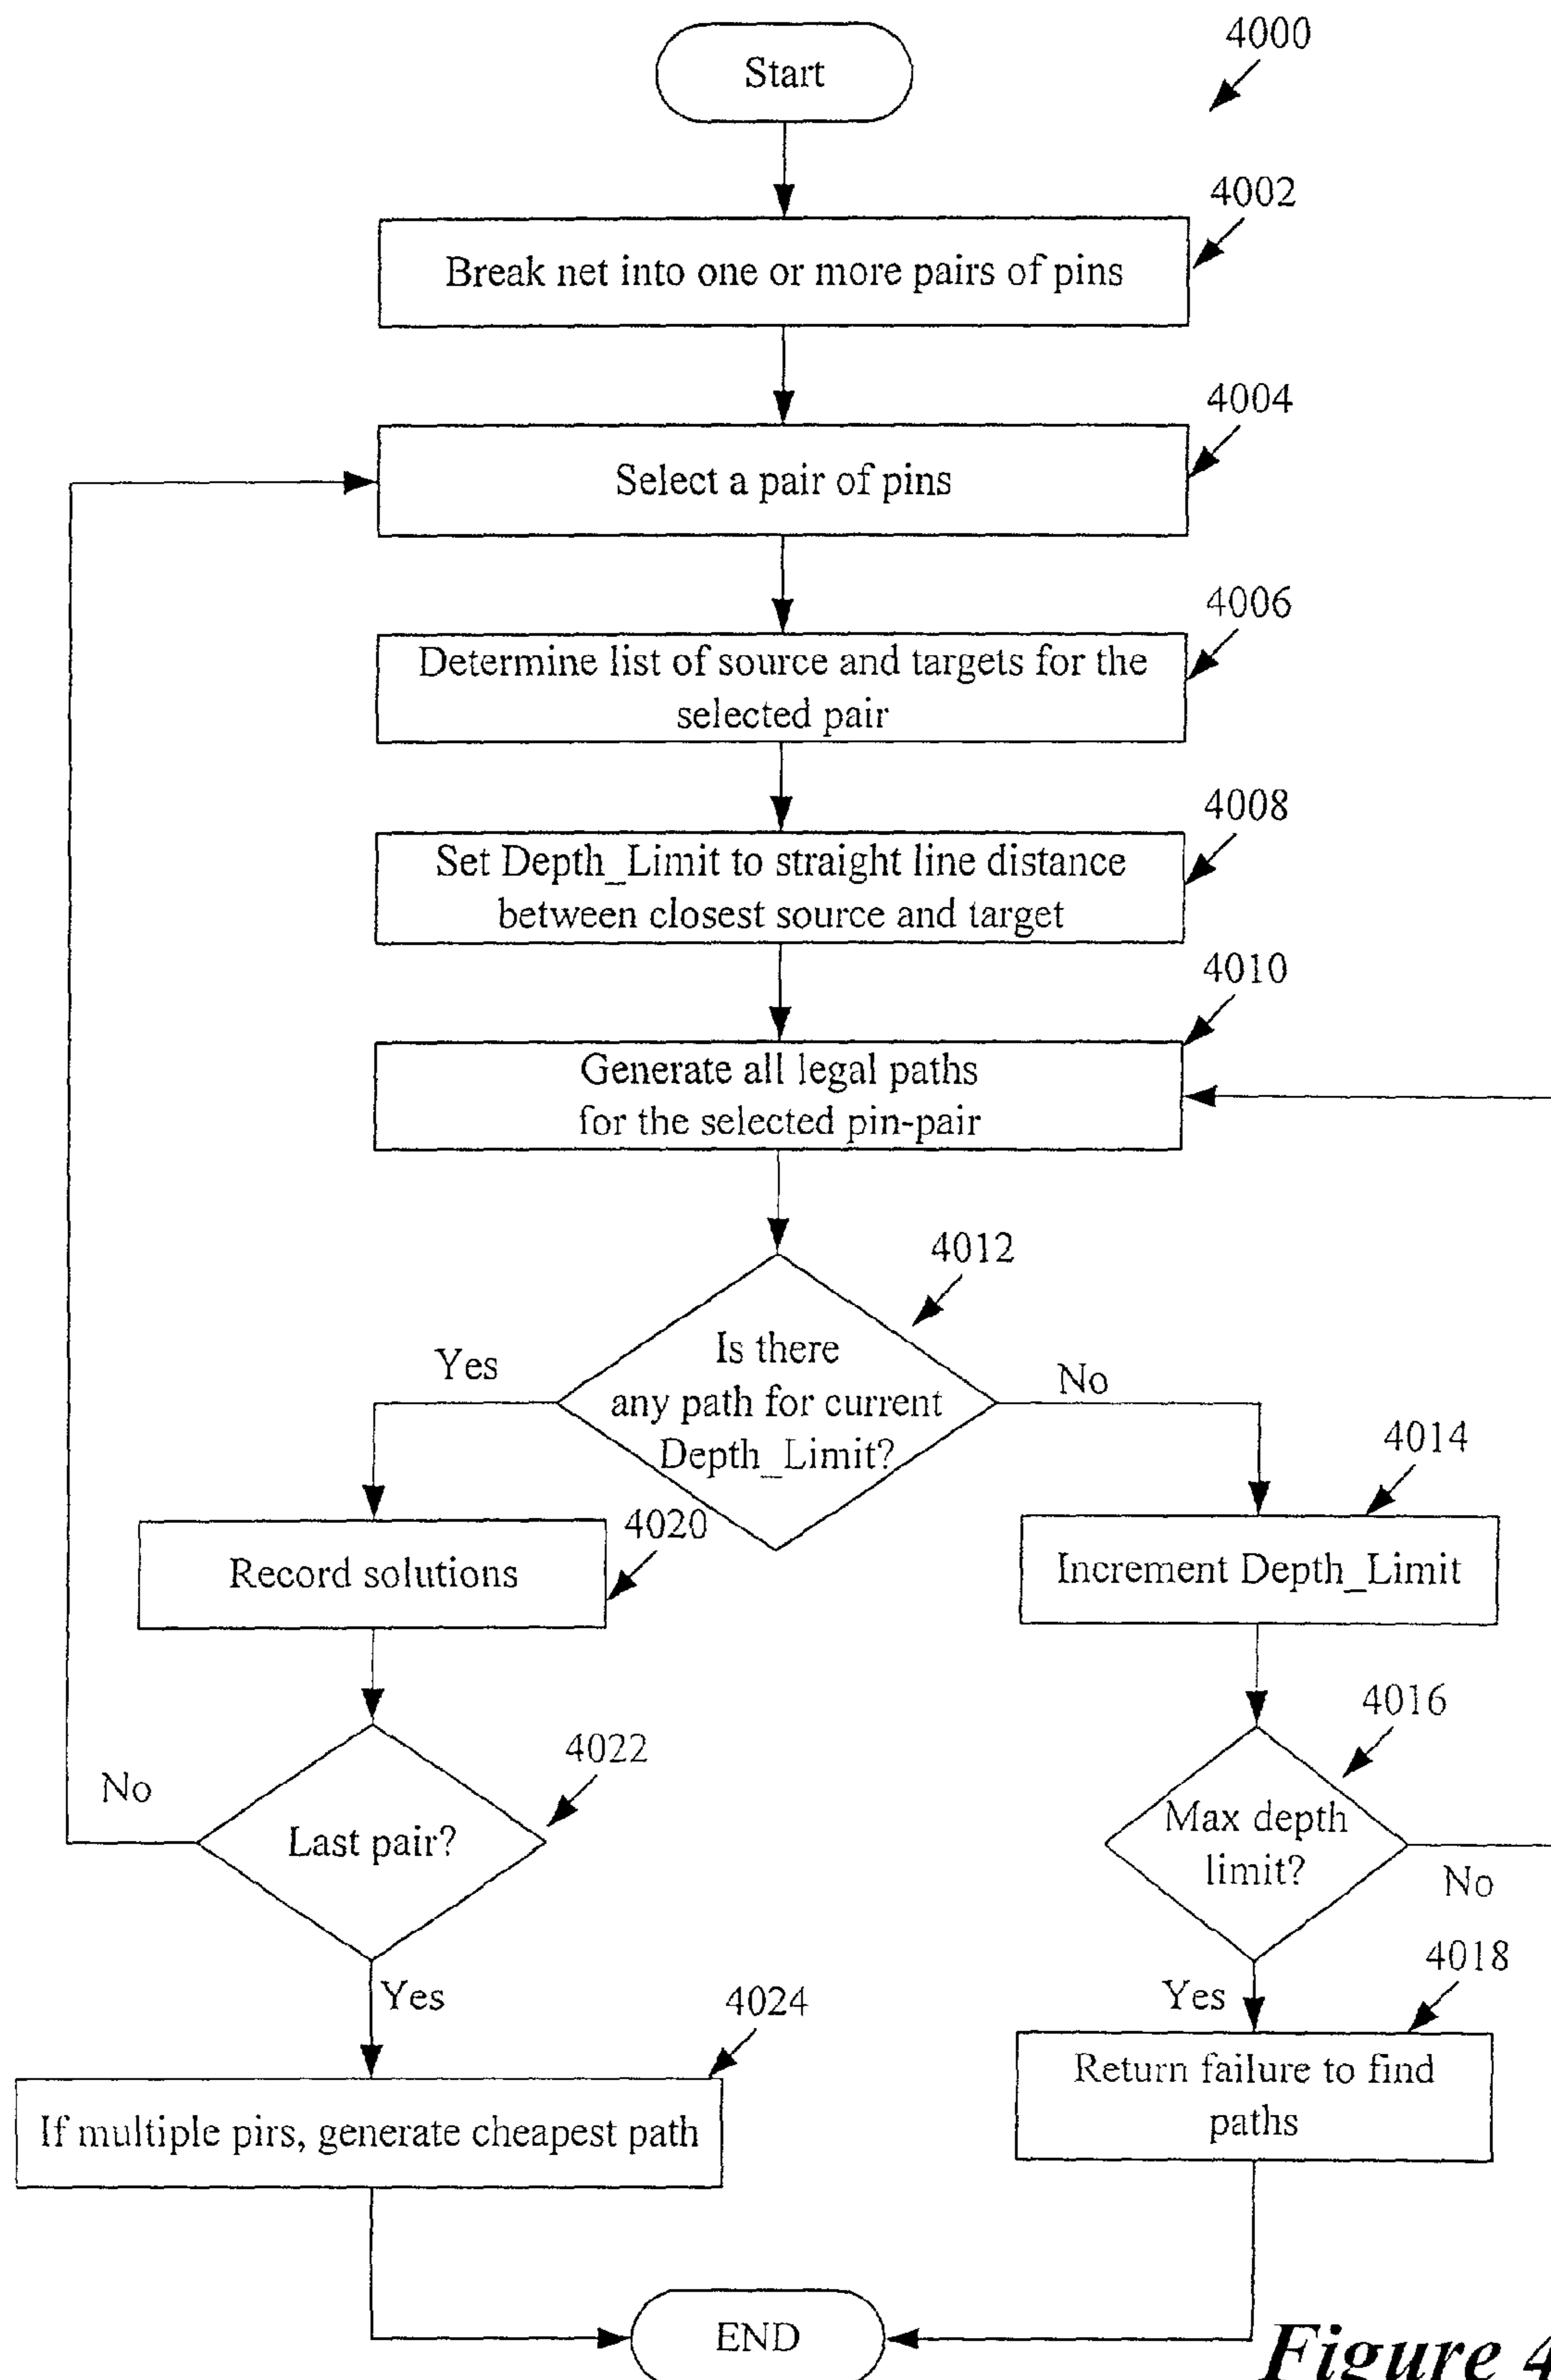 4000
Start
4002
Break net into one or more pairs of pins
4004
Select a pair of pins
4006
Determine list of source and targets for the
selected pair
4008
Set Depth_Limit to straight line distance
between closest source and target
4010
Generate all legal paths
for the selected pin-pair
4012
Is there
any path for current
Depth_Limit?
Yes
No
4014
4020
Record solutions
Increment Depth_Limit
4016
4022
No
Last pair?
Max depth
limit?
No
4018
Yes
Yes
4024
Return failure to find
paths
If multiple pirs, generate cheapest path
END
Figure 4